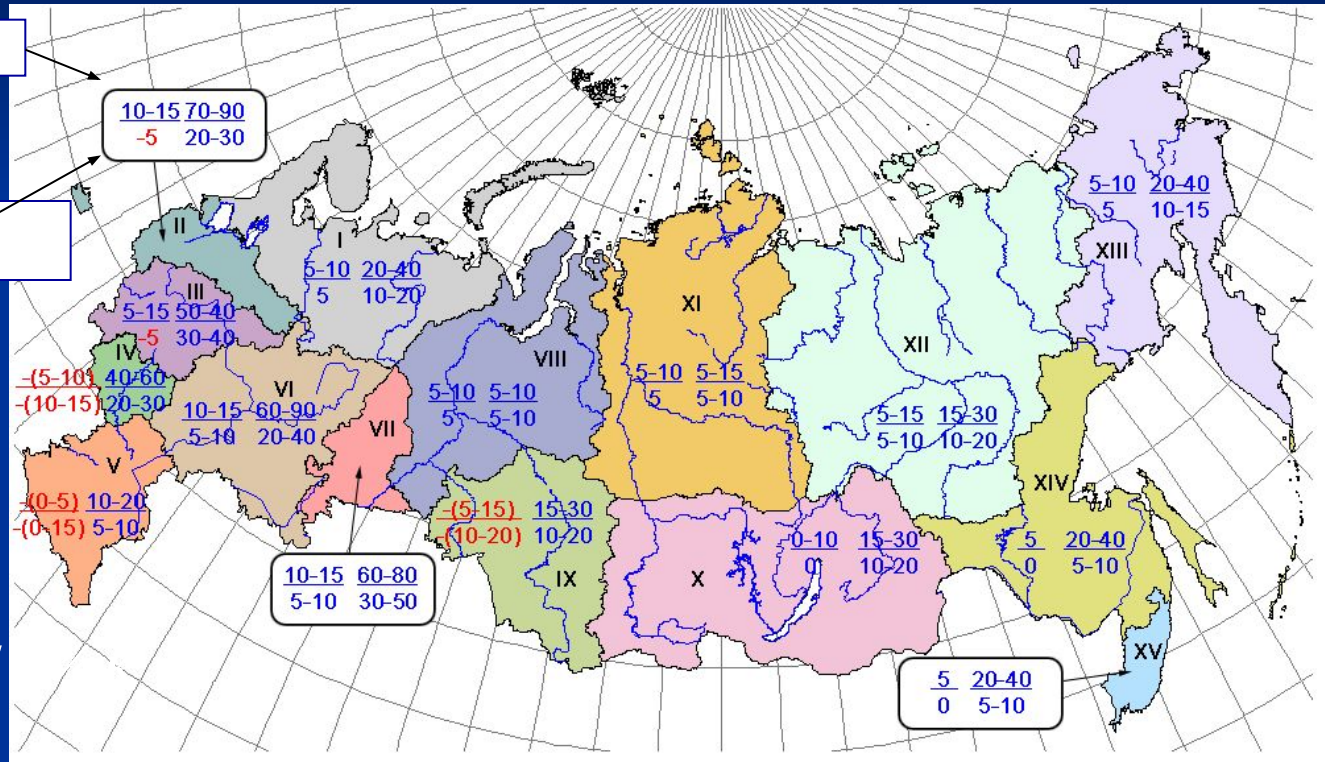 10-15 70-90
-5 20-30
II
I
5-10 20-40
5 10-20
III
5-15 50-40
-5 30-40
IV
-(5-10) 40-60
-(10-15) 20-30
V
-(0-5) 10-20
-(0-15) 5-10
VI
10-15 60-90
5-10 20-40
VII
10-15 60-80
5-10 30-50
VIII
5-10 5-10
5 5-10
-(5-15) 15-30
-(10-20) 10-20
IX
X
0-10 15-30
0 10-20
XI
5-10 5-15
5 5-10
XII
5-15 15-30
5-10 10-20
5-10 20-40
5 10-15
XIII
XIV
5 20-40
0 5-10
XV
5 20-40
0 5-10